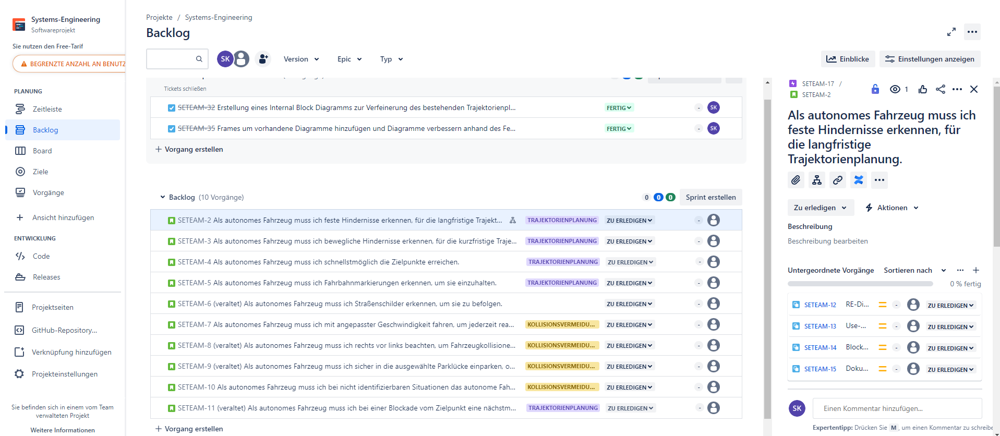 Systems-Engineering
Softwareprojekt
Sie nutzen den Free-Tarif
BEGRENZTE ANZAHL AN BENUTZ
PLANUNG
Zeitleiste
Backlog
Board
Ziele
Vorgänge
Ansicht hinzufügen
ENTWICKLUNG
Code
Releases
Projektseiten
GitHub-Repository...
Verknüpfung hinzufügen
Projekteinstellungen
Sie befinden sich in einem vom Team
verwalteten Projekt
Weitere Informationen
Projekte / Systems-Engineering
Backlog
SK
Version Epic Typ
Einblicke Einstellungen anzeigen
Tickets schließen
SETEAM-32 Erstellung eines Internal Block Diagramms zur Verfeinerung des bestehenden Trajektorienpl... FERTIG - SK
SETEAM-35 Frames um vorhandene Diagramme hinzufügen und Diagramme verbessern anhand des Fe... FERTIG - SK
+ Vorgang erstellen
Backlog (10 Vorgänge) 0 0 0 Sprint erstellen
SETEAM-2 Als autonomes Fahrzeug muss ich feste Hindernisse erkennen, für die langfristige Trajekt... TRAJEKTORIENPLANUNG ZU ERLEDIGEN -
SETEAM-3 Als autonomes Fahrzeug muss ich bewegliche Hindernisse erkennen, für die kurzfristige Traje... TRAJEKTORIENPLANUNG ZU ERLEDIGEN -
SETEAM-4 Als autonomes Fahrzeug muss ich schnellstmöglich die Zielpunkte erreichen. TRAJEKTORIENPLANUNG ZU ERLEDIGEN -
SETEAM-5 Als autonomes Fahrzeug muss ich Fahrbahnmarkierungen erkennen, um sie einzuhalten. TRAJEKTORIENPLANUNG ZU ERLEDIGEN -
SETEAM-6 (veraltet) Als autonomes Fahrzeug muss ich Straßenschilder erkennen, um sie zu befolgen. ZU ERLEDIGEN -
SETEAM-7 Als autonomes Fahrzeug muss ich mit angepasster Geschwindigkeit fahren, um jederzeit rea... KOLLISIONSVERMEIDU... ZU ERLEDIGEN -
SETEAM-8 (veraltet) Als autonomes Fahrzeug muss ich rechts vor links beachten, um Fahrzeugkollisione... KOLLISIONSVERMEIDU... ZU ERLEDIGEN -
SETEAM-9 (veraltet) Als autonomes Fahrzeug muss ich sicher in die ausgewählte Parklücke einparken, o... KOLLISIONSVERMEIDU... ZU ERLEDIGEN -
SETEAM-10 Als autonomes Fahrzeug muss ich bei nicht identifizierbaren Situationen das autonome Fah... KOLLISIONSVERMEIDU... ZU ERLEDIGEN -
SETEAM-11 (veraltet) Als autonomes Fahrzeug muss ich bei einer Blockade vom Zielpunkt eine nächstm... TRAJEKTORIENPLANUNG ZU ERLEDIGEN -
+ Vorgang erstellen
SETEAM-17 /
SETEAM-2
1
Als autonomes Fahrzeug muss ich
feste Hindernisse erkennen, für
die langfristige
Trajektorienplanung.
Zu erledigen Aktionen
Beschreibung
Beschreibung bearbeiten
Untergeordnete Vorgänge Sortieren nach
0 % fertig
SETEAM-12 RE-Di... - ZU ERLEDIGEN
SETEAM-13 Use-... - ZU ERLEDIGEN
SETEAM-14 Block... - ZU ERLEDIGEN
SETEAM-15 Doku... - ZU ERLEDIGEN
SK Einen Kommentar hinzufügen...
Expertentipp: Drücken Sie M , um einen Kommentar zu schreibe